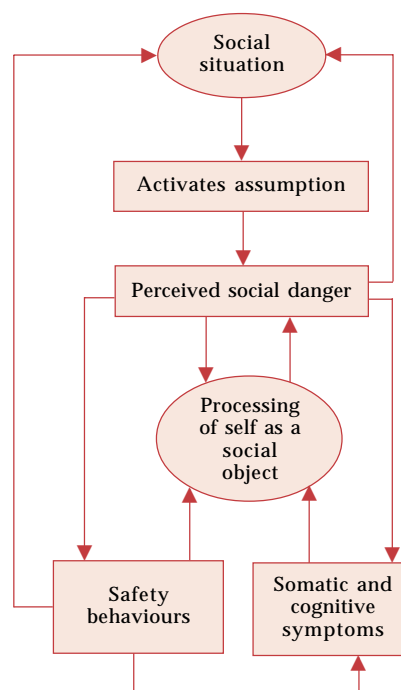 Social
situation
Activates assumption
Perceived social danger
Processing
of self as a
social
object
Safety
behaviours
Somatic and
cognitive
symptoms